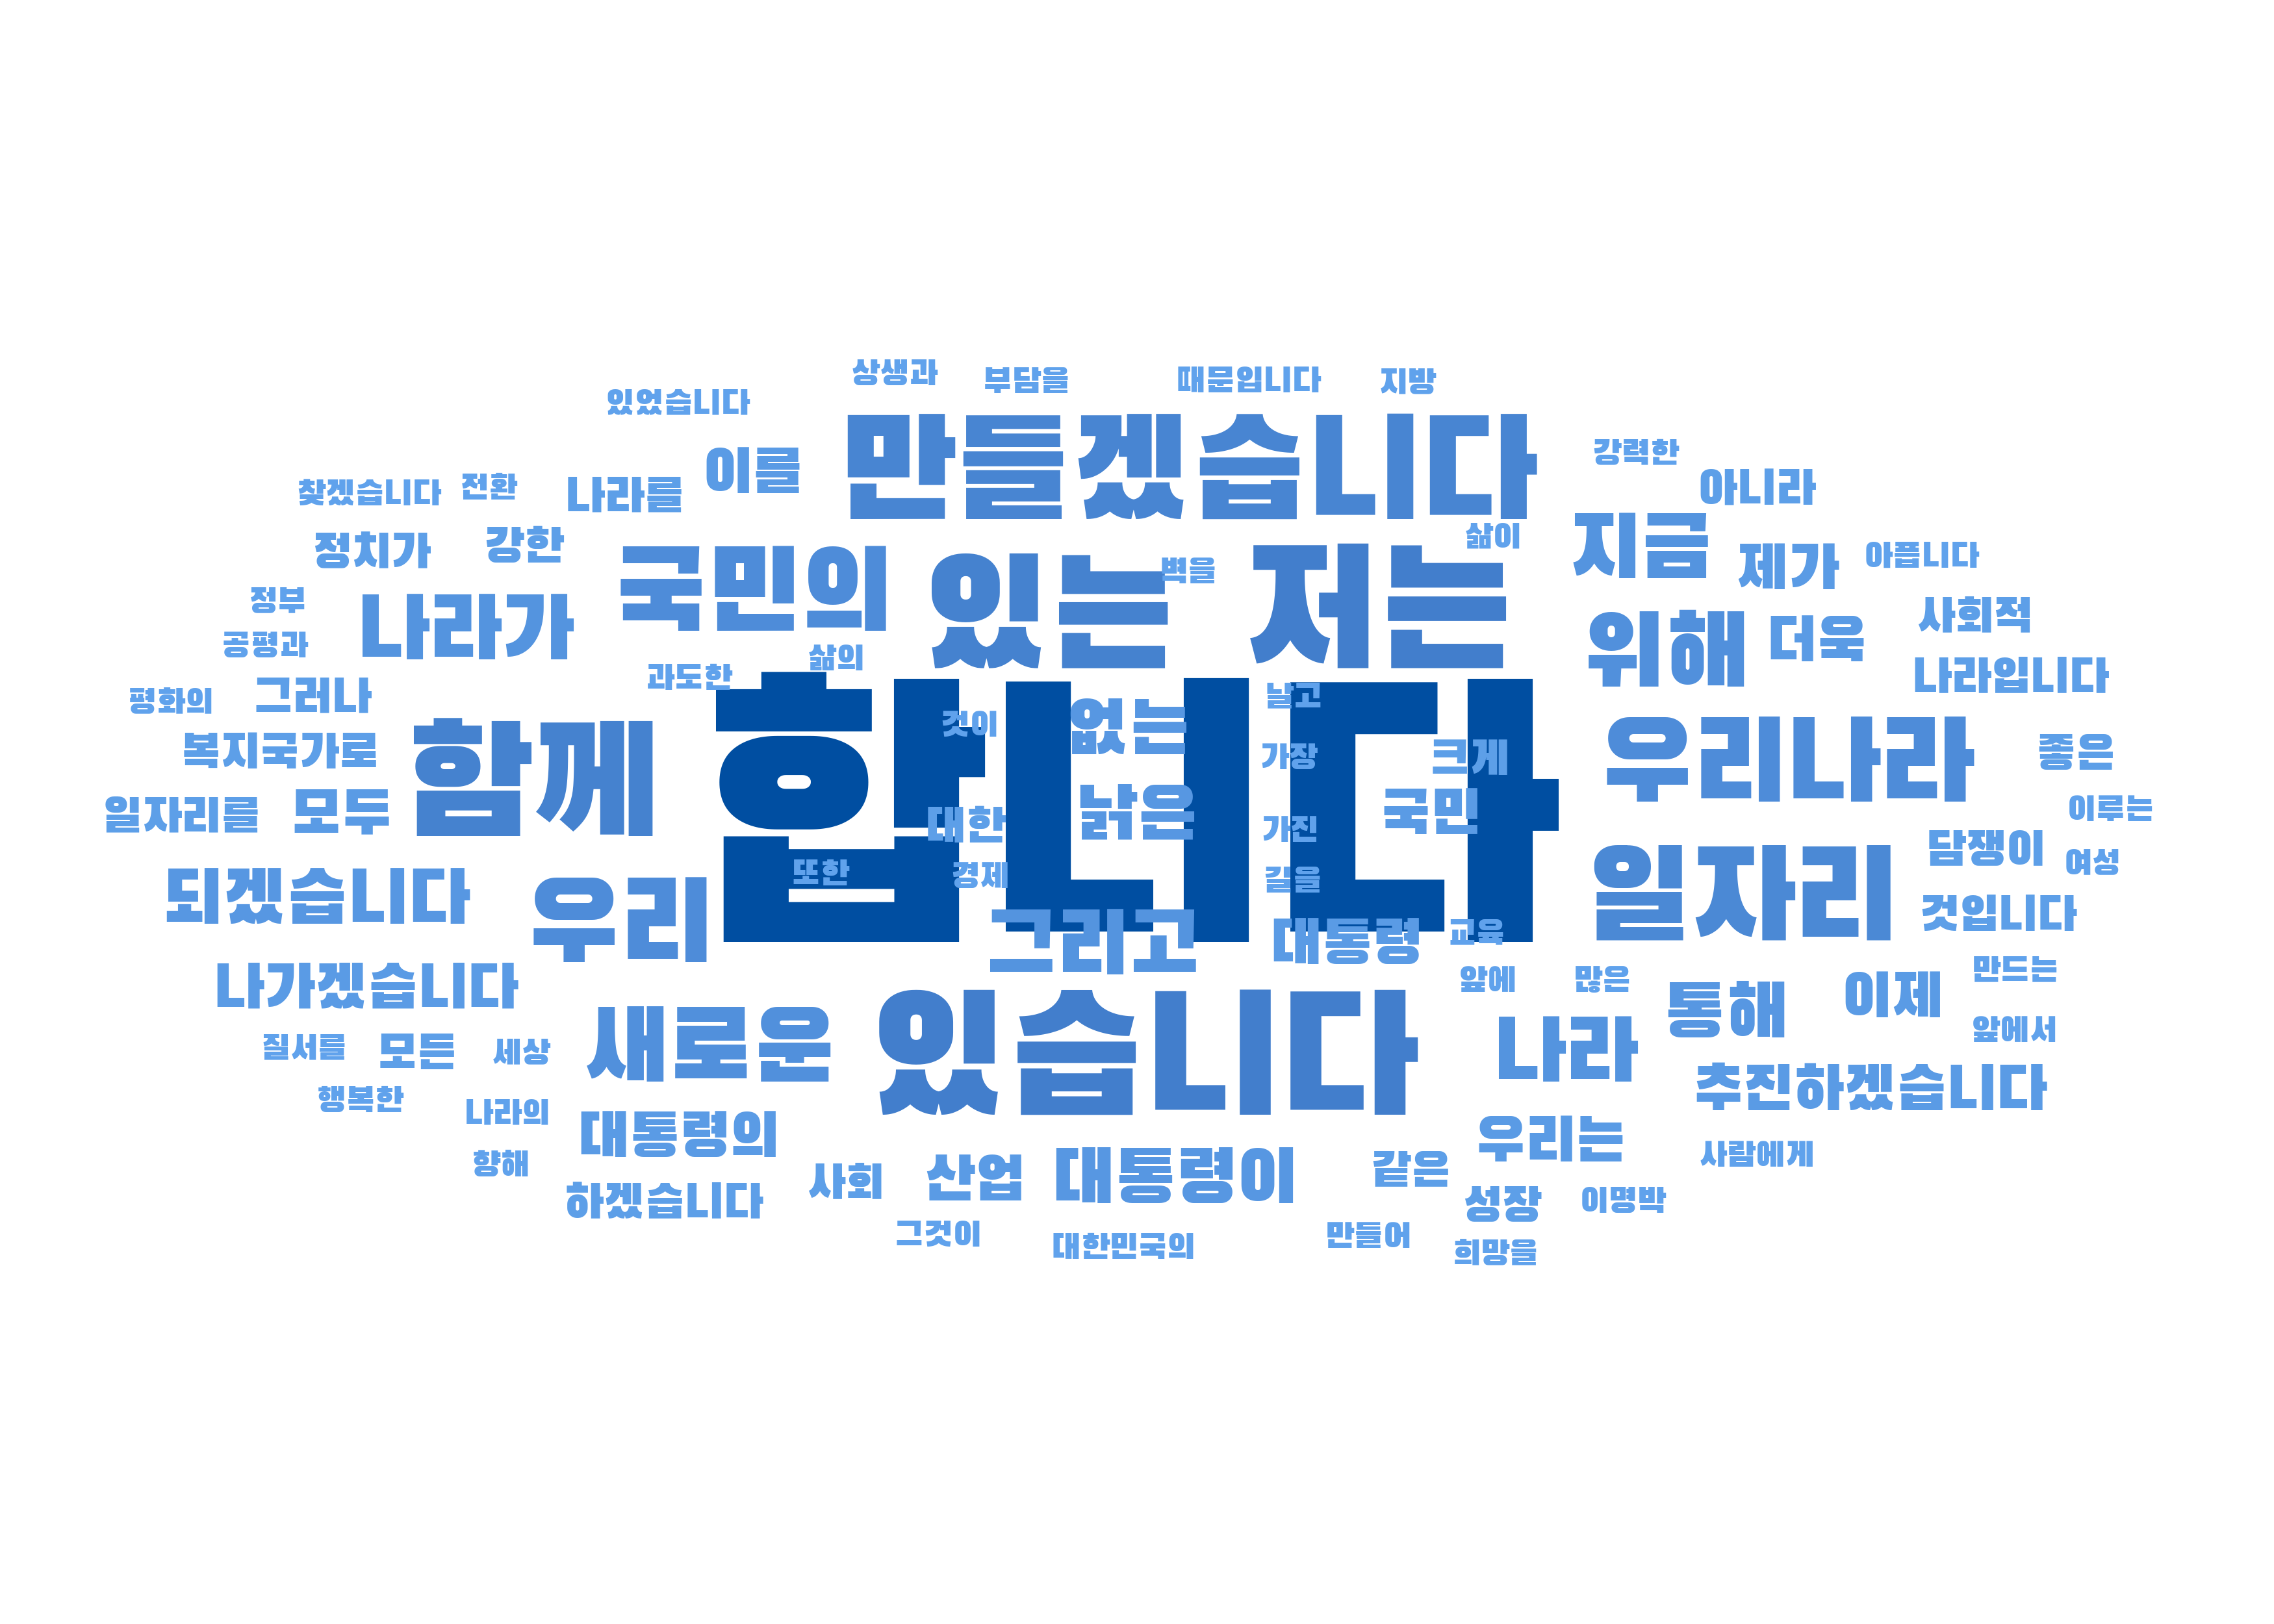 상생과 부담을 때문입니다 지방
있었습니다
만들겠습니다
강력한
이를
아니라
찾겠습니다 전환 나라를
지금
삶이
정치가 강한
제가 아픕니다
국민의 있는 벽을 저는
정부
나라가
위해 더욱 사회적
공평과
과도한 삶의
나라입니다
평화의 그러나
합니다
것이 없는 날고
함께
우리나라
복지국가로
가장 크게
좋은
일자리를 모두
대한 낡은 가진 국민
이루는
담쟁이 여성
또한 경제 길을
일자리
되겠습니다 우리
것입니다
그리고 대통령 교육
나가겠습니다
앞에 많은
통해 이제 만드는
질서를 모든 세상 새로운 있습니다 나라
앞에서
행복한 나라의
추진하겠습니다
대통령의
우리는
향해
사람에게
하겠습니다 사회 산업 대통령이 같은
성장 이명박
그것이 대한민국의 만들어 희망을